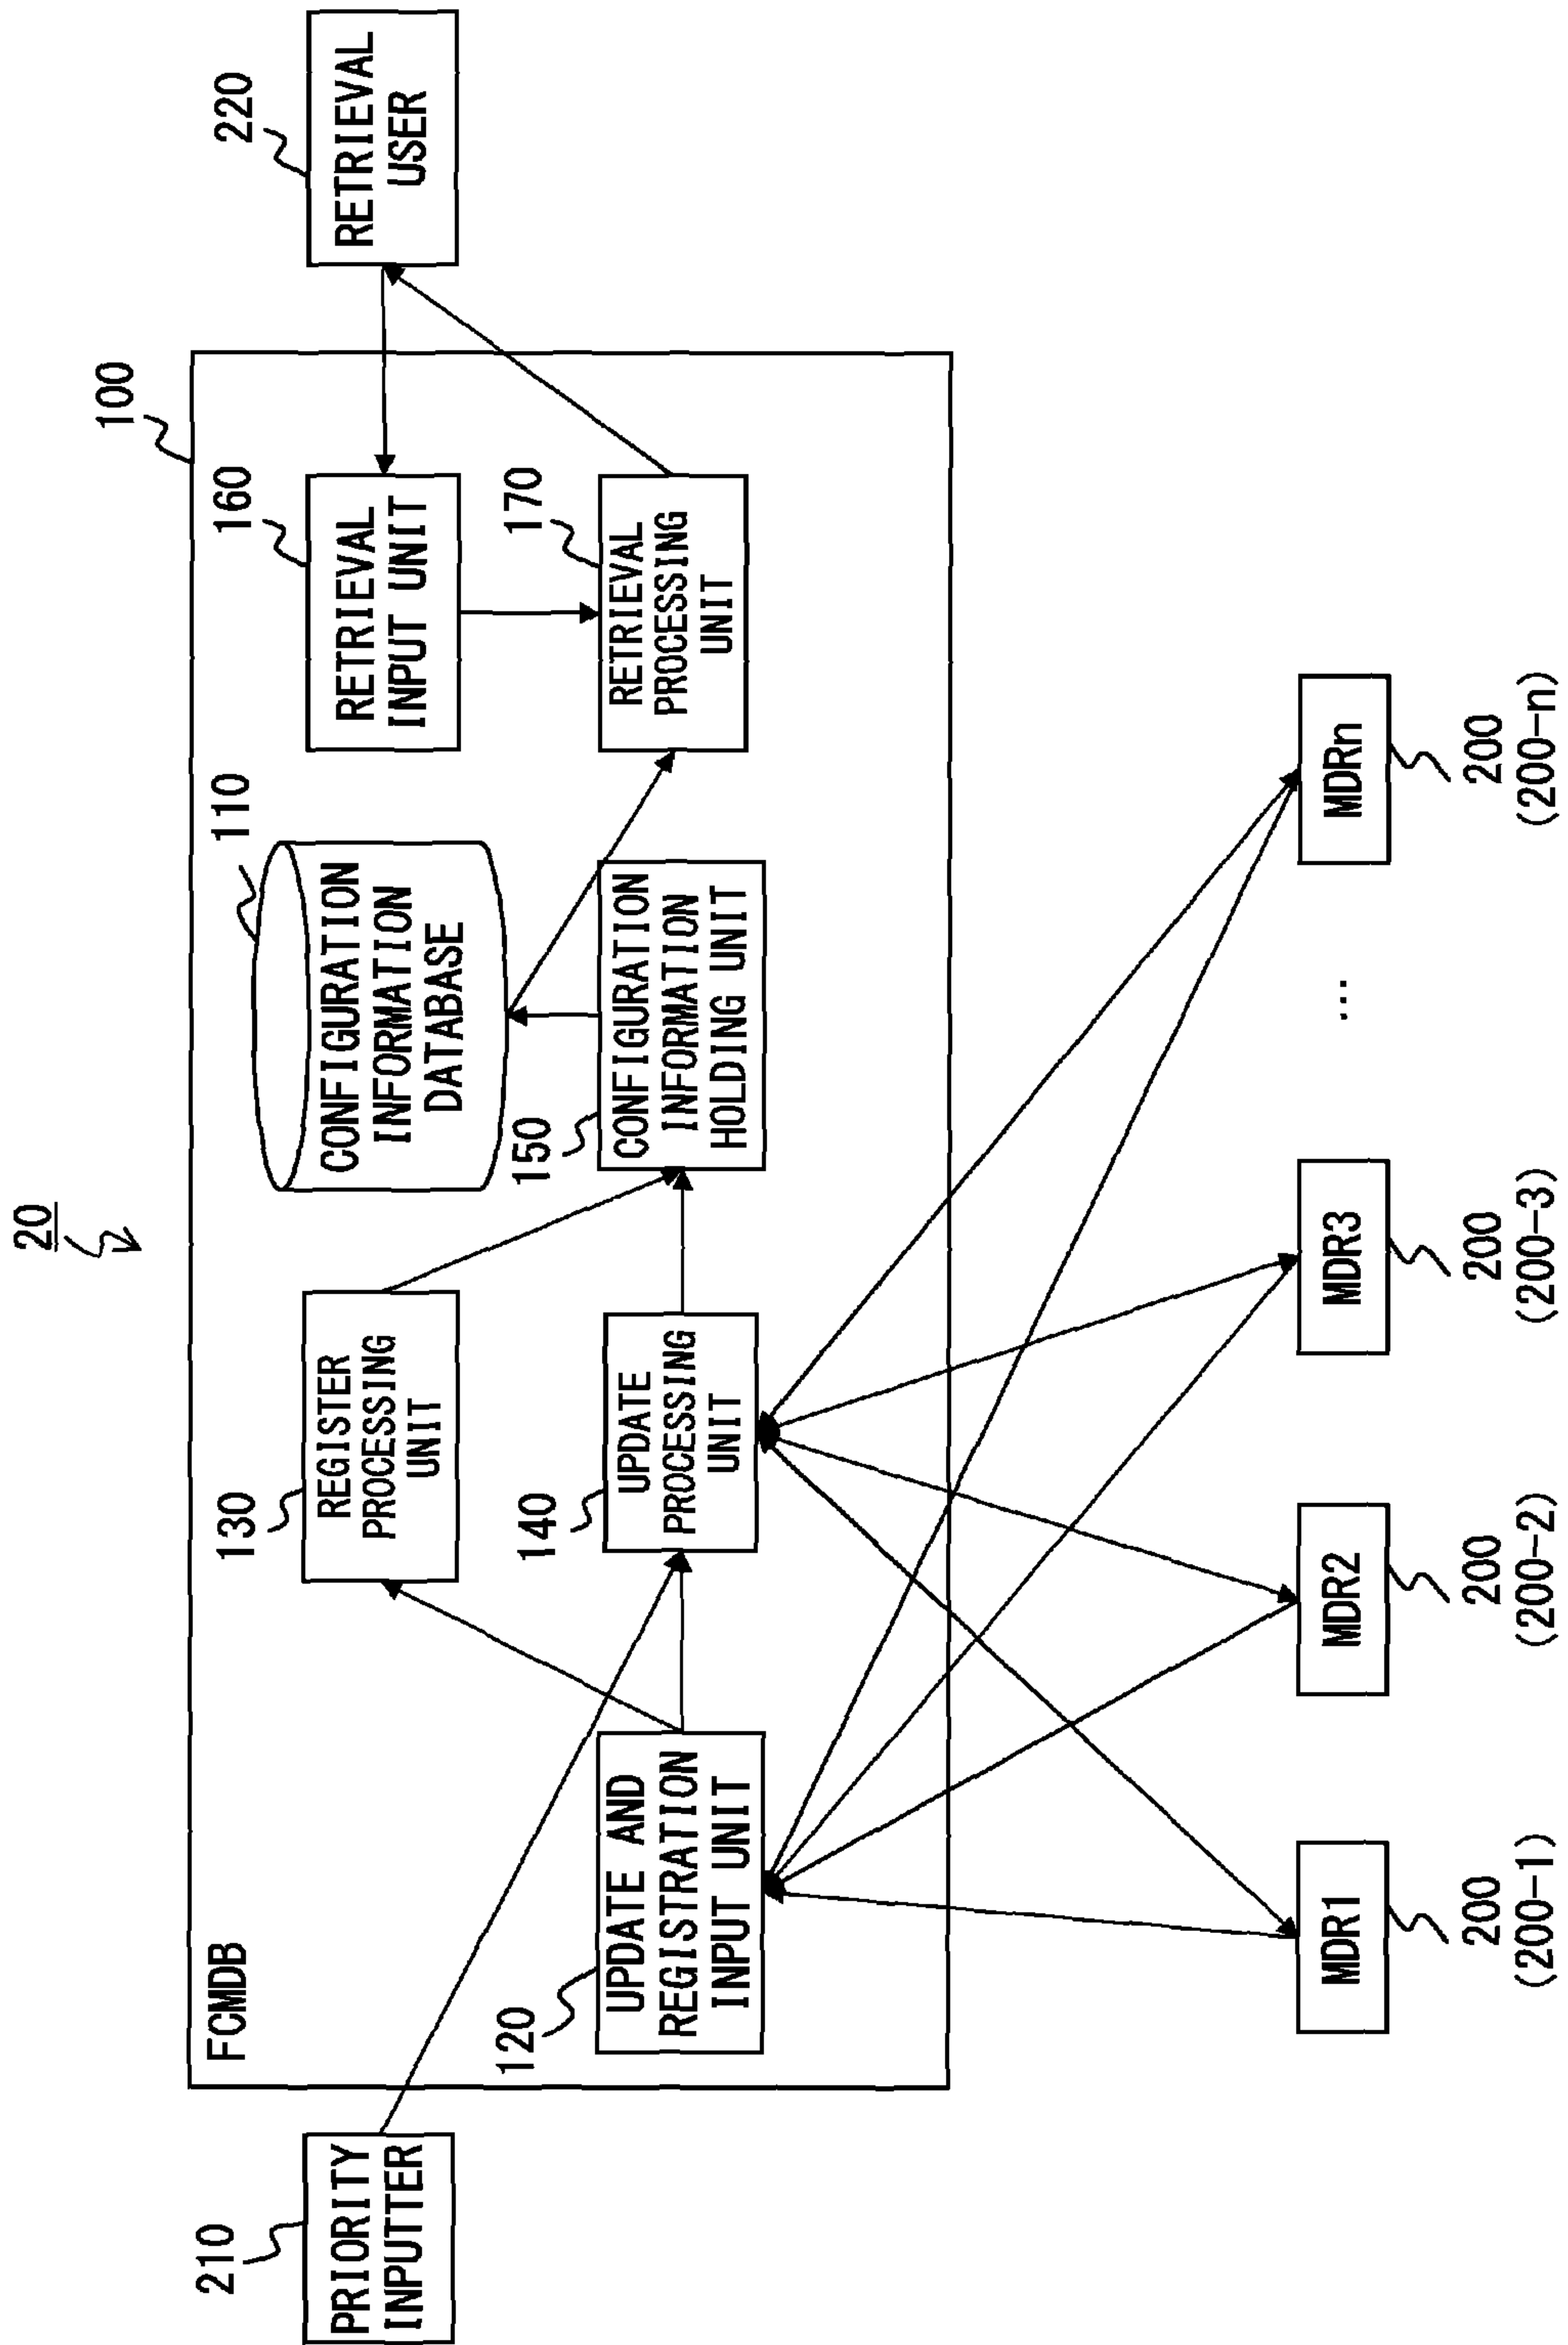 20
100
FCMDB
210
PRIORITY
INPUTTER
130
REGISTER
PROCESSING
UNIT
110
CONFIGURATION
INFORMATION
DATABASE
160
RETRIEVAL
INPUT UNIT
220
RETRIEVAL
USER
120
UPDATE AND
REGISTRATION
INPUT UNIT
140
UPDATE
PROCESSING
UNIT
150
CONFIGURATION
INFORMATION
HOLDING UNIT
170
RETRIEVAL
PROCESSING
UNIT
MDR1
200
(200-1)
MDR2
200
(200-2)
MDR3
200
(200-3)
...
MDRn
200
(200-n)